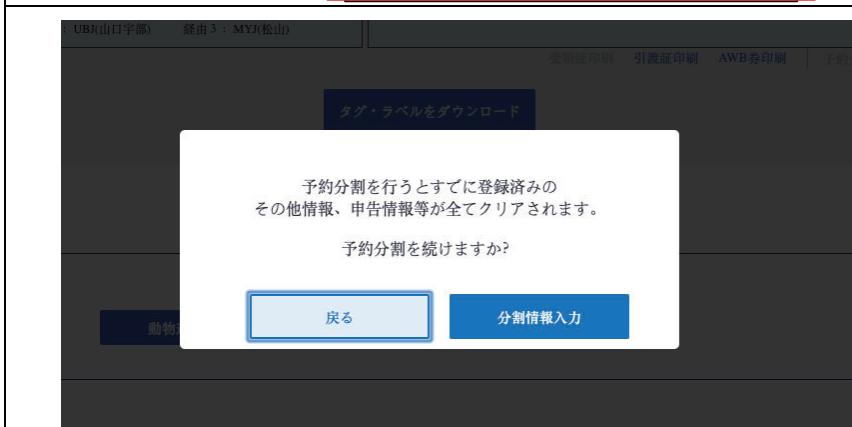 : UBJ(山口宇部) 経由3 : MYJ(松山)
受領証印刷 引渡証印刷 AWB券印刷
タグ・ラベルをダウンロード
予約分割を行うとすでに登録済みの
その他情報、申告情報等が全てクリアされます。
予約分割を続けますか?
戻る 分割情報入力
動物